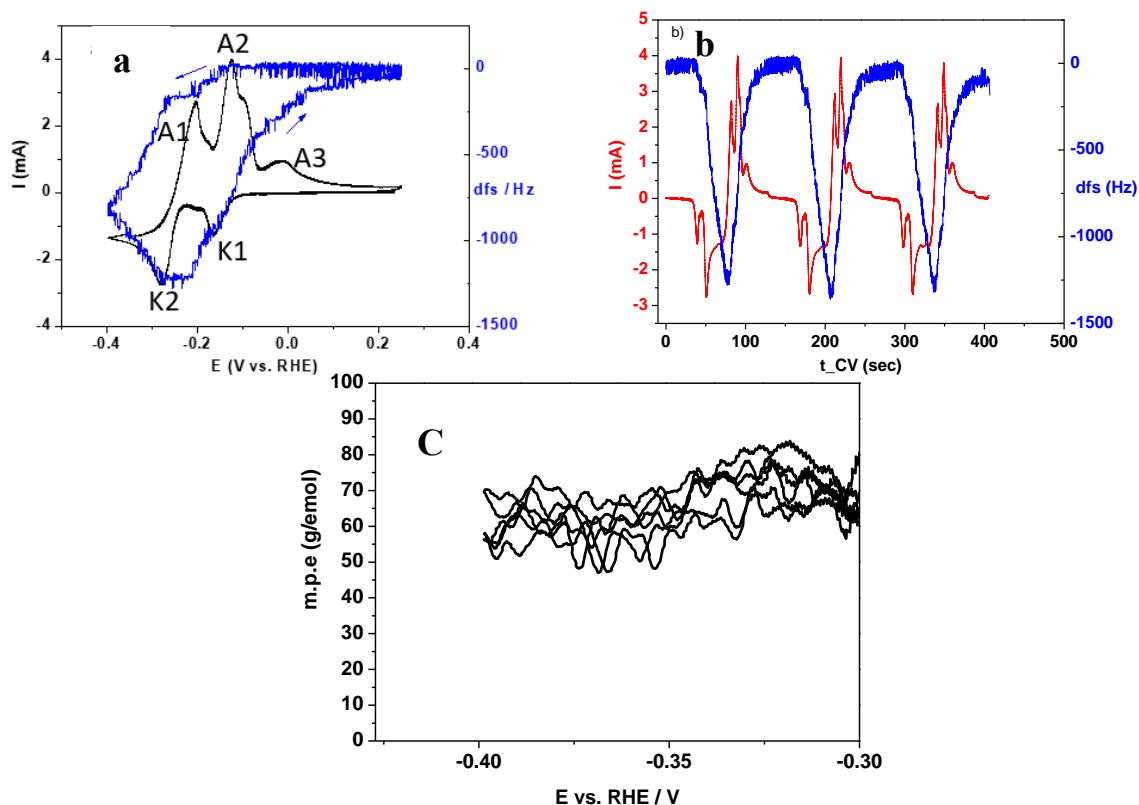 a
A2
A1
A3
K1
K2
I (mA)
4
2
0
-2
-4
-0.4
-0.2
0.0
0.2
0.4
E (V vs. RHE)
0
-500
-1000
-1500
dfs / Hz
b)
b
I (mA)
5
4
3
2
1
0
-1
-2
-3
0
100
200
300
400
500
t_CV (sec)
0
-500
-1000
-1500
dfs (Hz)
C
m.p.e (g/emol)
100
90
80
70
60
50
40
30
20
10
0
-0.40
-0.35
-0.30
E vs. RHE / V